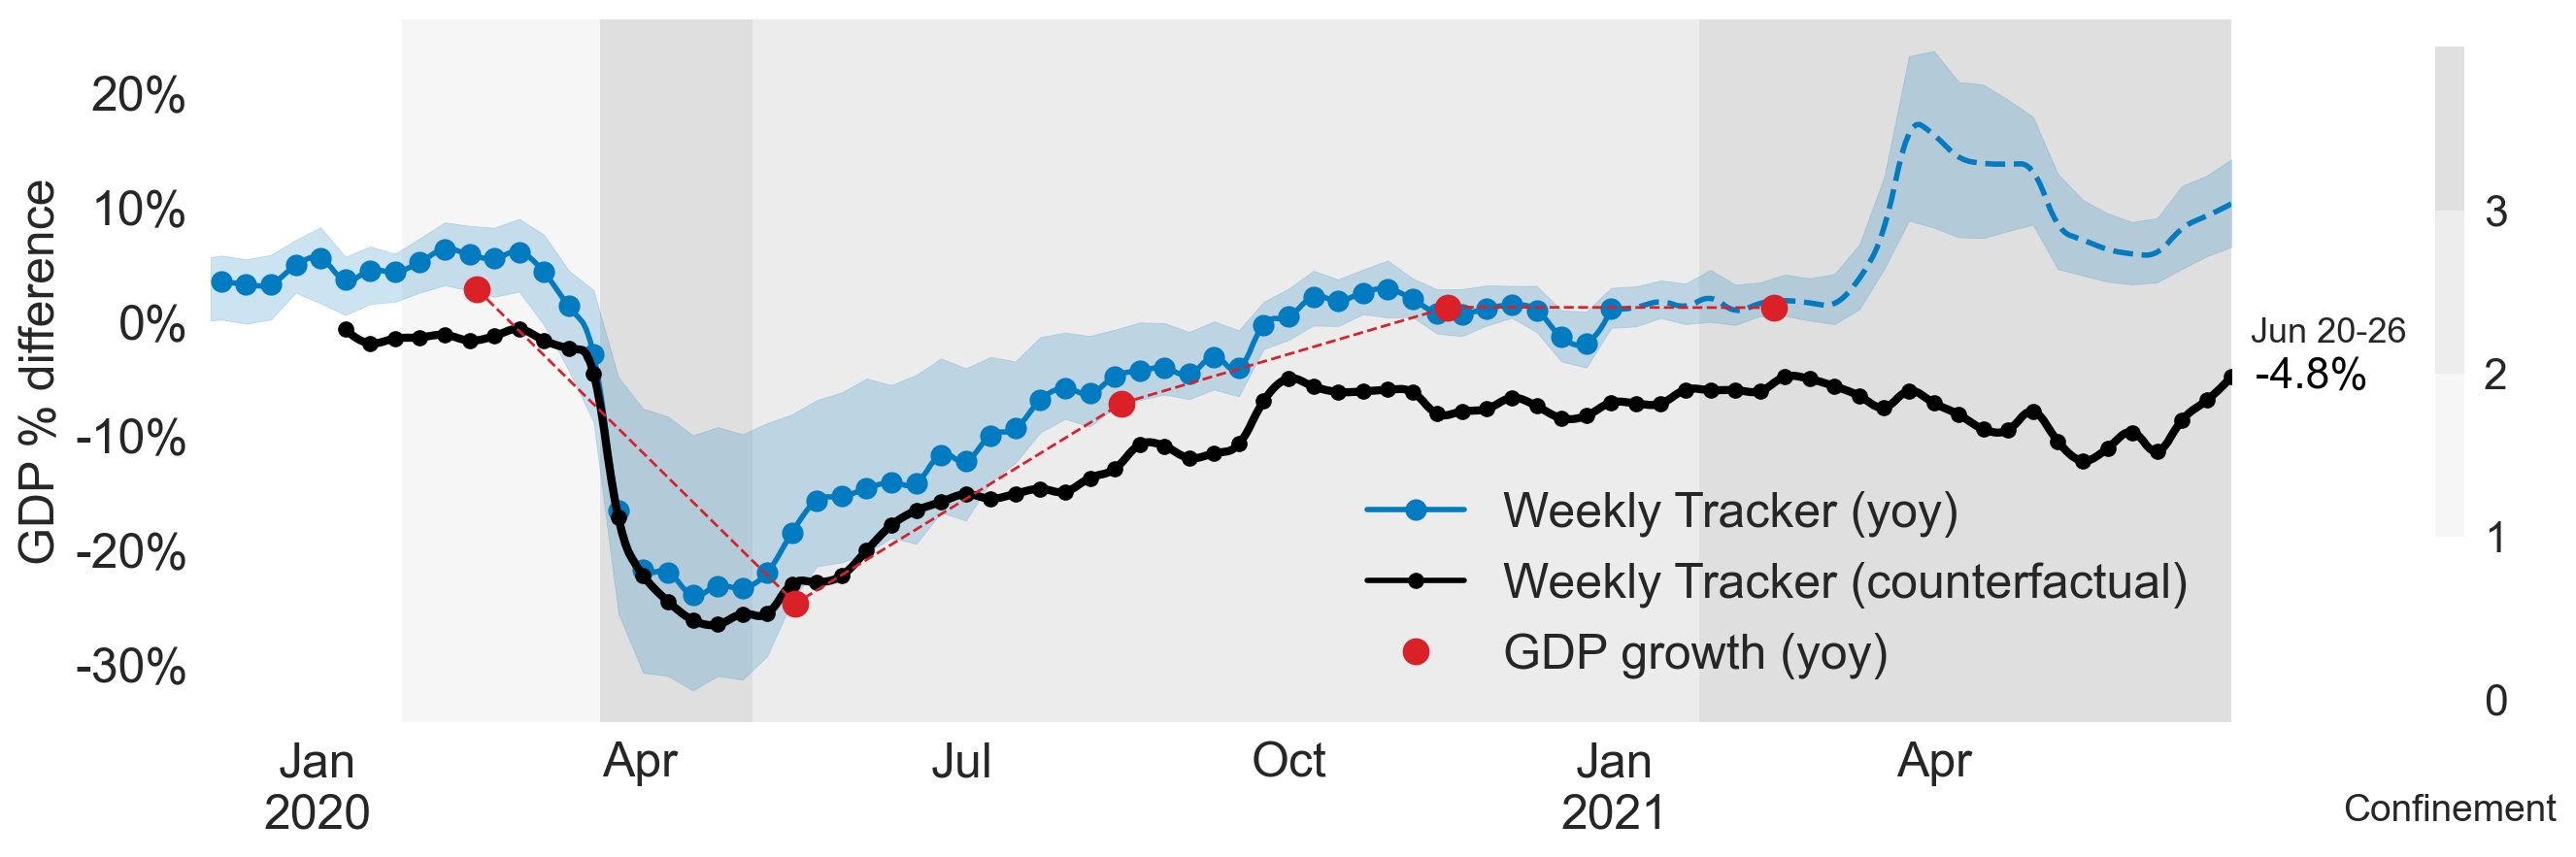 GDP % difference
20%
10%
0%
-10%
-20%
-30%
Jan
2020
Apr
Jul
Oct
Jan
2021
Apr
Weekly Tracker (yoy)
Weekly Tracker (counterfactual)
GDP growth (yoy)
Jun 20-26
-4.8%
3
2
1
0
Confinement